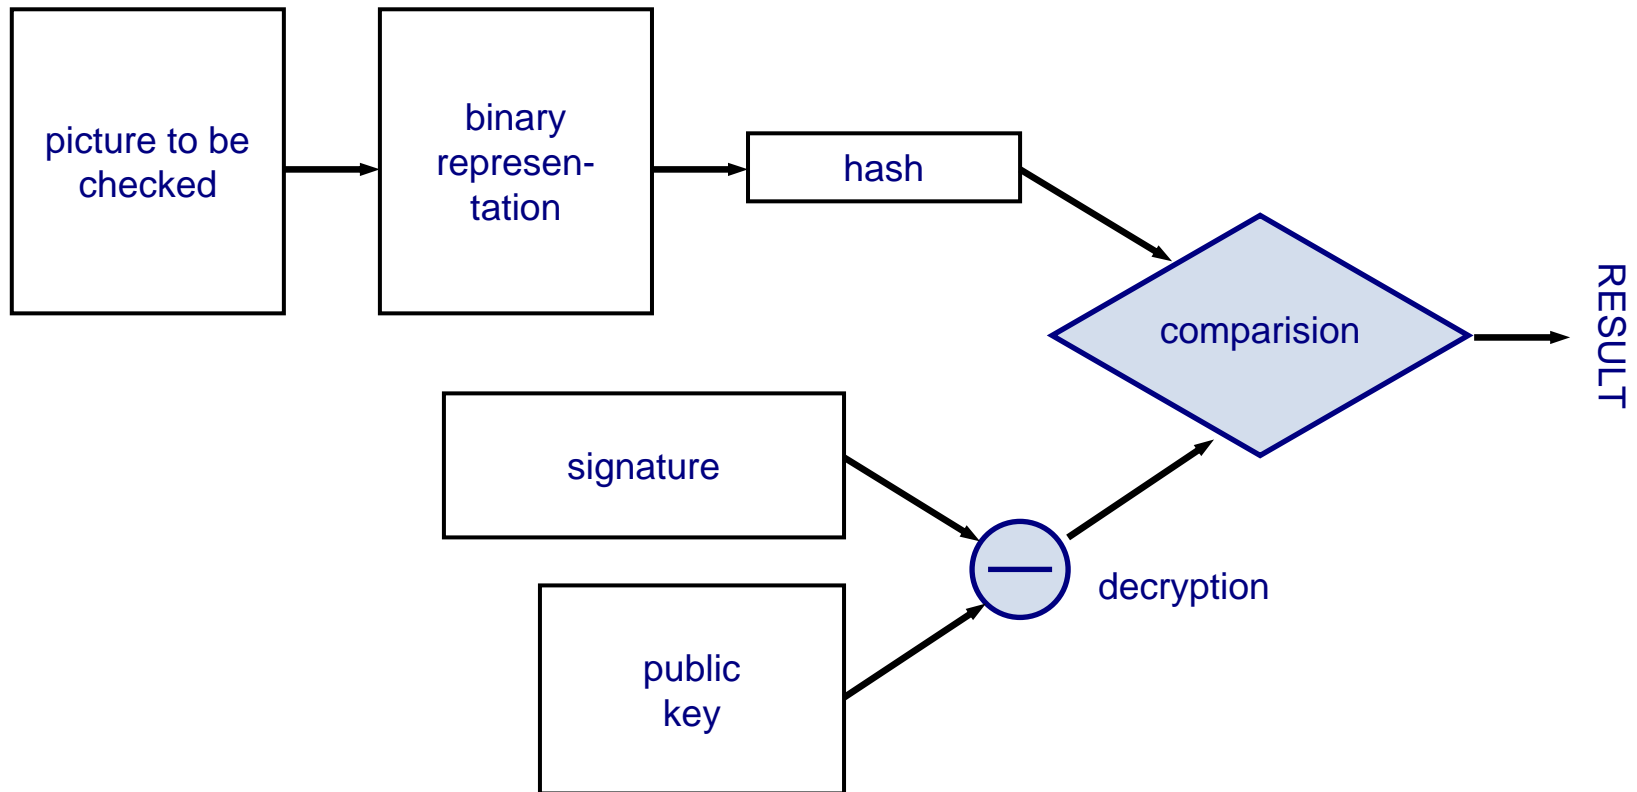 picture to be
checked
binary
represen-
tation
hash
comparision
RESULT
signature
decryption
public
key